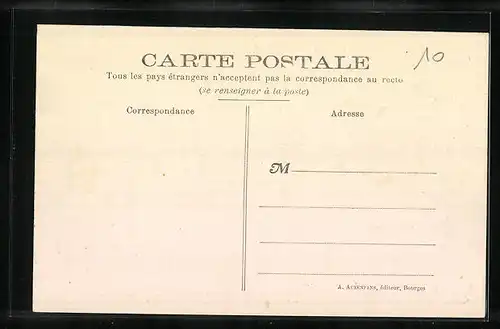 CARTE POSTALE
10
Tous les pays étrangers n'acceptent pas la correspondance au recto
(se renseigner à la poste)
Correspondance
Adresse
M
A. AUXENFANS, éditeur, Bourges